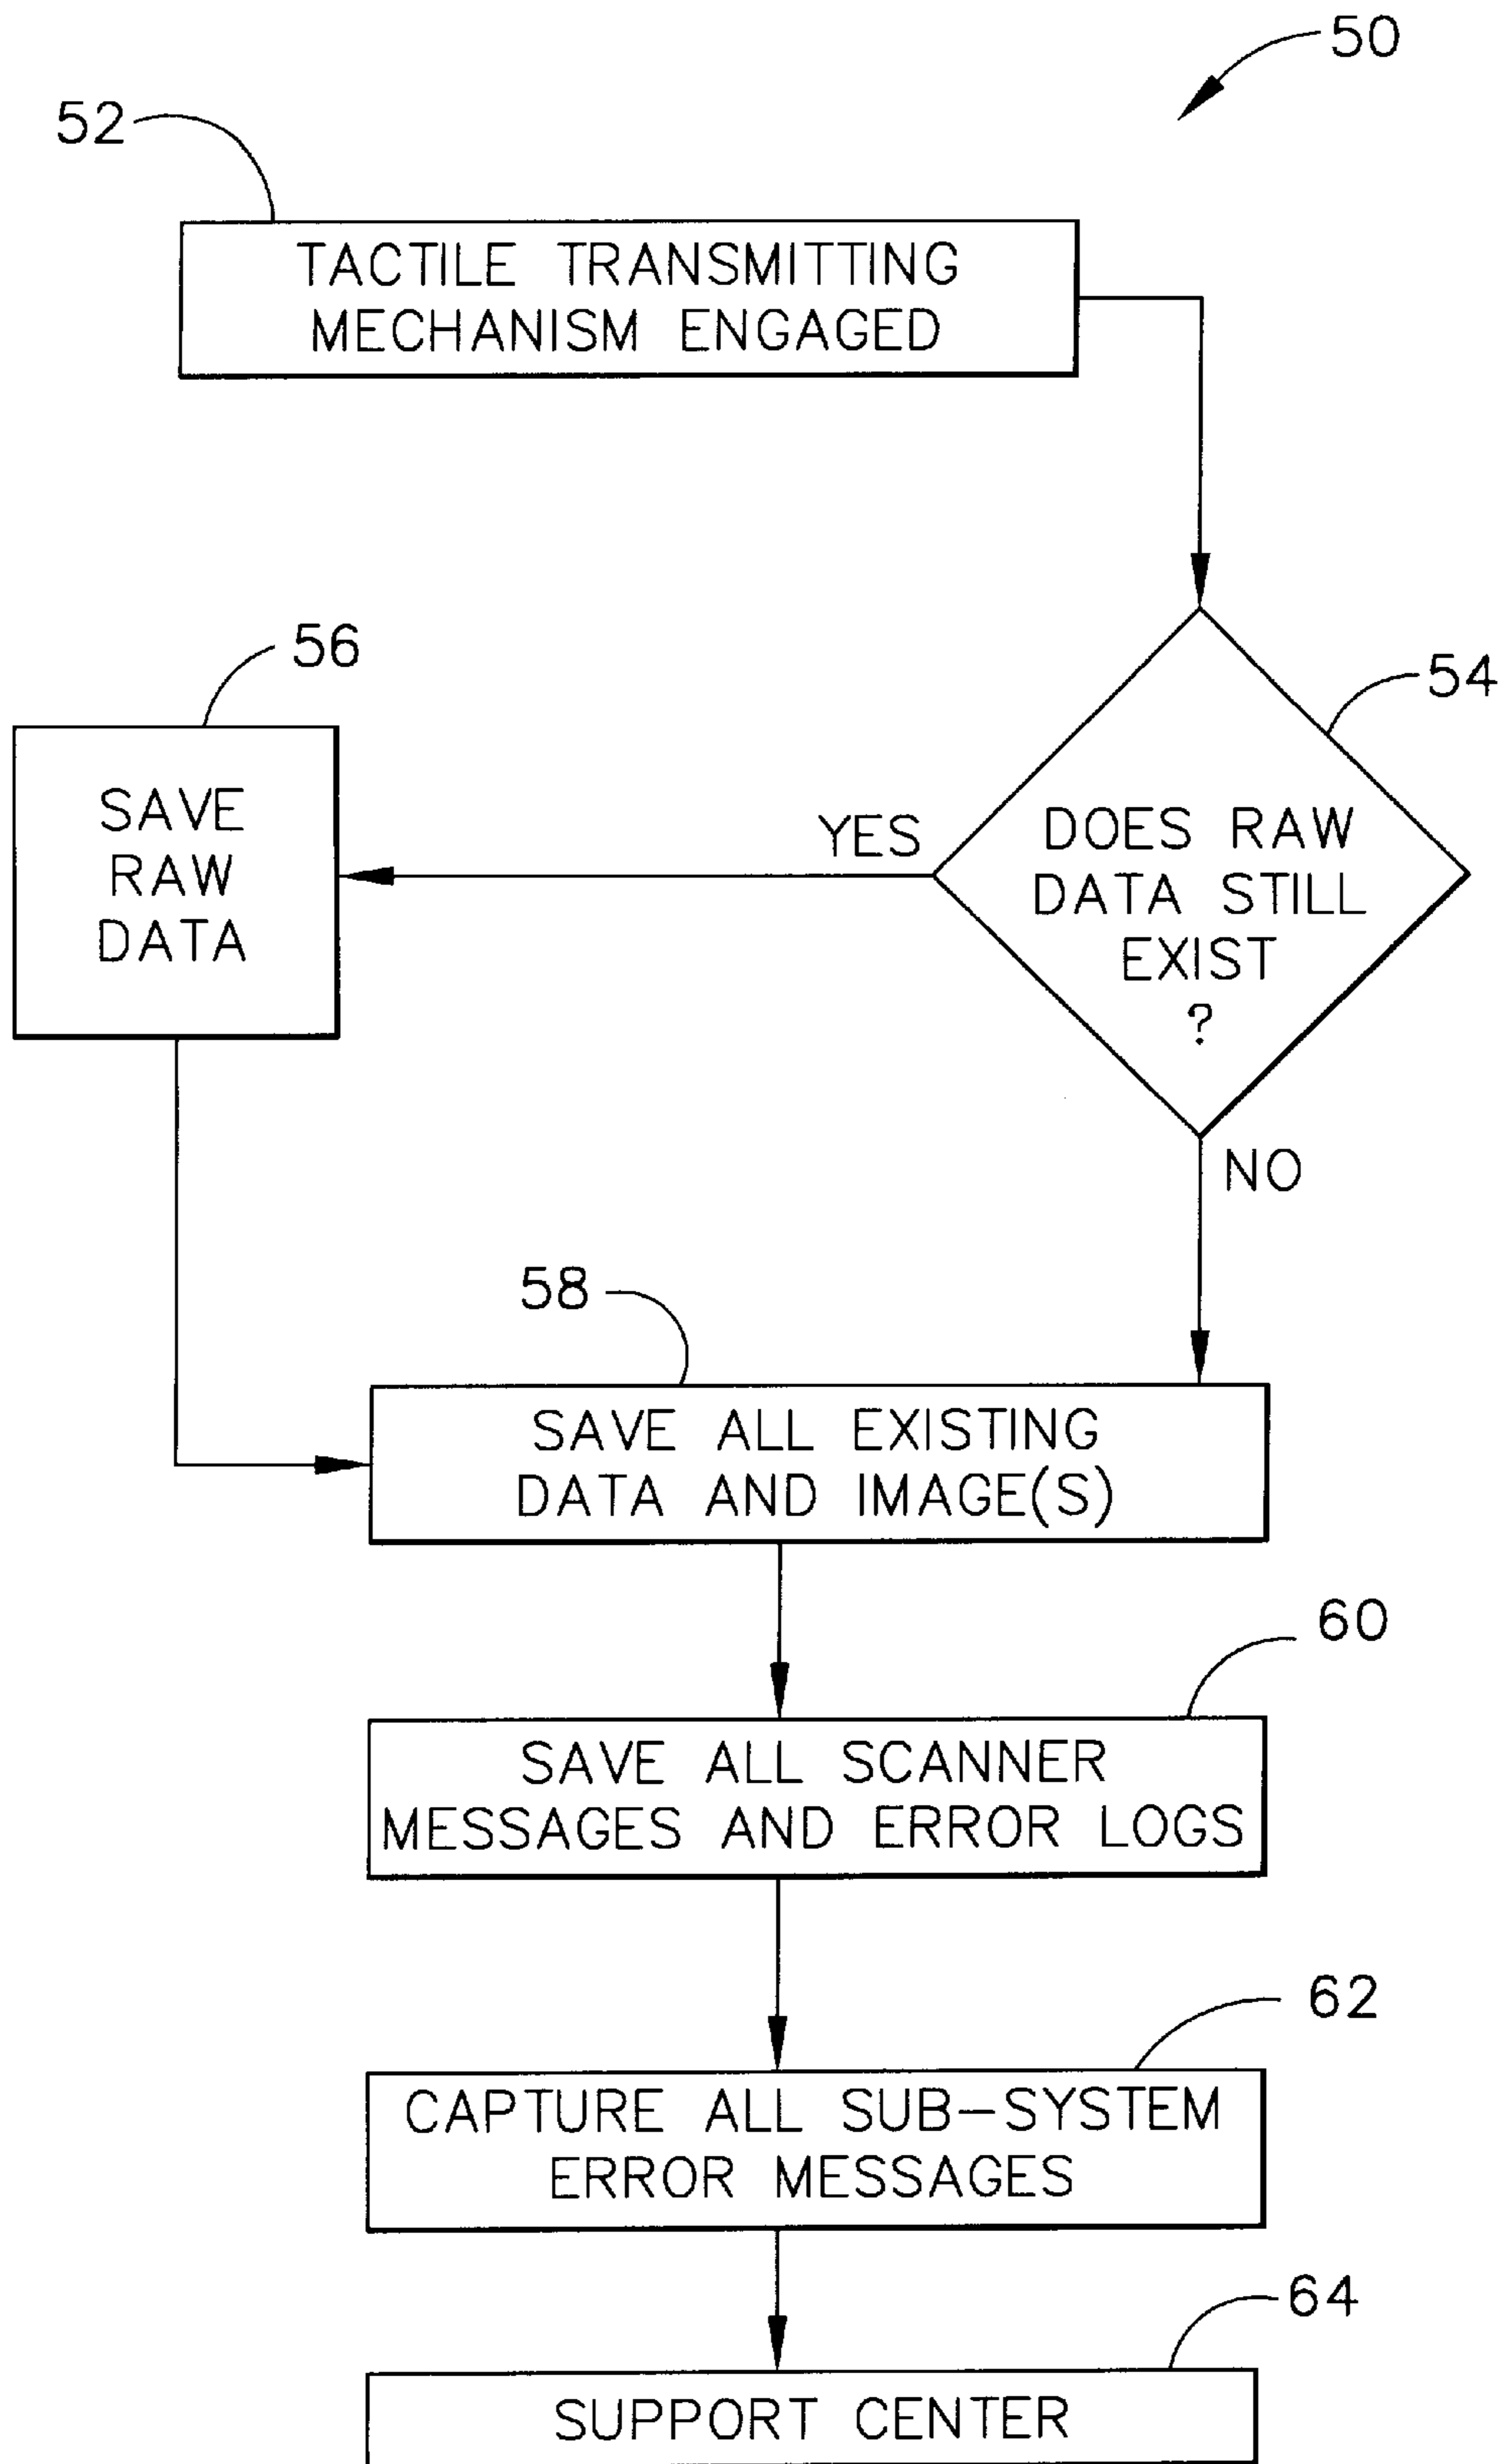 50
52
TACTILE TRANSMITTING
MECHANISM ENGAGED
56
54
SAVE
RAW
DATA
YES
DOES RAW
DATA STILL
EXIST
?
NO
58
SAVE ALL EXISTING
DATA AND IMAGE(S)
60
SAVE ALL SCANNER
MESSAGES AND ERROR LOGS
62
CAPTURE ALL SUB-SYSTEM
ERROR MESSAGES
64
SUPPORT CENTER